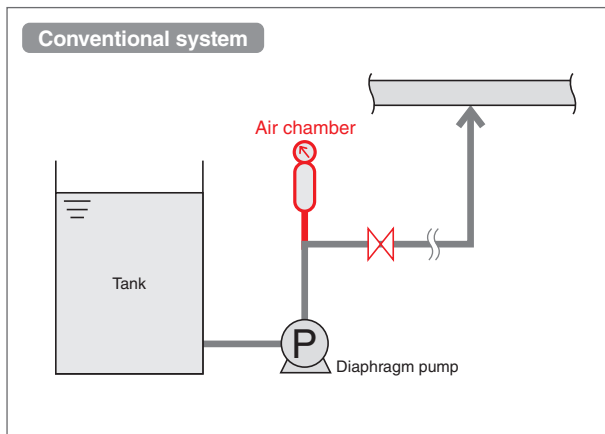 Conventional system
Air chamber
Tank
P
Diaphragm pump